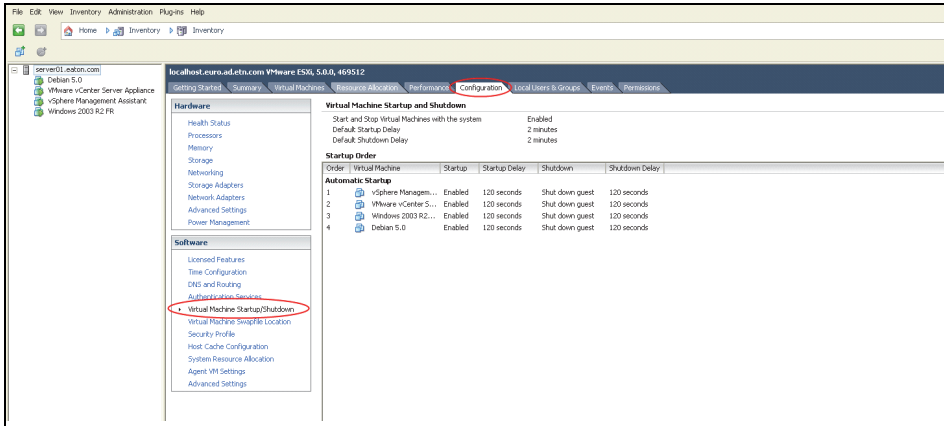 File Edit View Inventory Administration Plug-ins Help
Home Inventory Inventory
server01.eaton.com
Debian 5.0
VMware vCenter Server Appliance
vSphere Management Assistant
Windows 2003 R2 FR
localhost.euro.ad.etn.com VMware ESXi, 5.0.0, 469512
Getting Started Summary Virtual Machines Resource Allocation Performance Configuration Local Users & Groups Events Permissions
Hardware
Health Status
Processors
Memory
Storage
Networking
Storage Adapters
Network Adapters
Advanced Settings
Power Management
Software
Licensed Features
Time Configuration
DNS and Routing
Authentication Services
Virtual Machine Startup/Shutdown
Virtual Machine Swapfile Location
Security Profile
Host Cache Configuration
System Resource Allocation
Agent VM Settings
Advanced Settings
Virtual Machine Startup and Shutdown
Start and Stop Virtual Machines with the system Enabled
Default Startup Delay 2 minutes
Default Shutdown Delay 2 minutes
Startup Order
Order Virtual Machine Startup Startup Delay Shutdown Shutdown Delay
Automatic Startup
1 vSphere Managem... Enabled 120 seconds Shut down guest 120 seconds
2 VMware vCenter S... Enabled 120 seconds Shut down guest 120 seconds
3 Windows 2003 R2... Enabled 120 seconds Shut down guest 120 seconds
4 Debian 5.0 Enabled 120 seconds Shut down guest 120 seconds